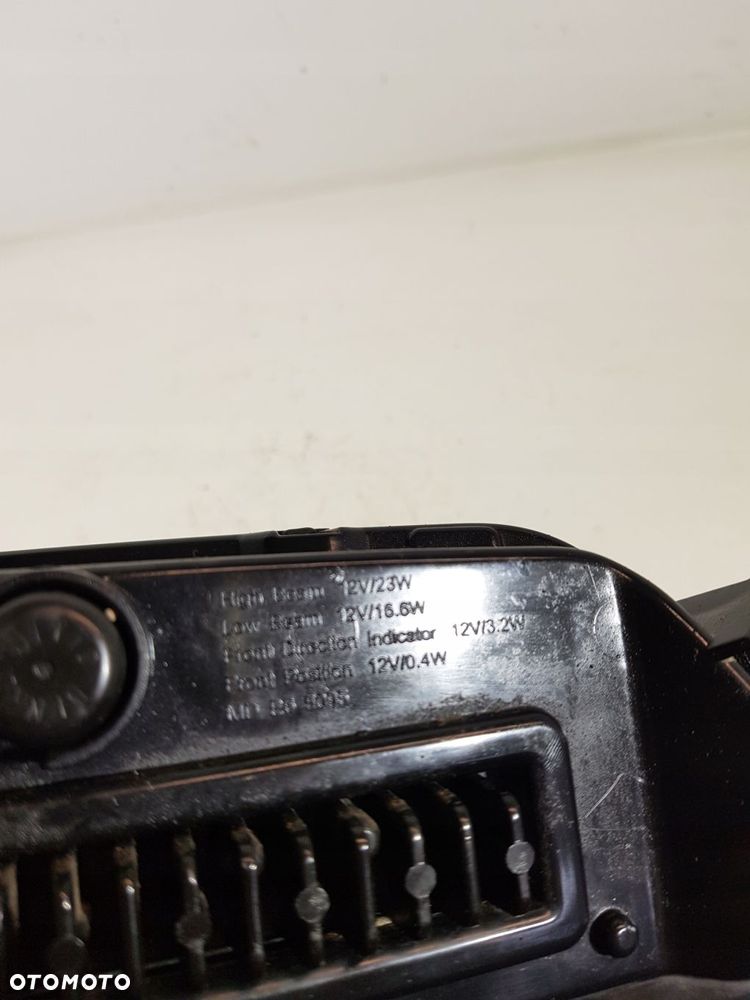 High Beam 12V/23W
Low Beam 12V/16.6W
Front Direction Indicator 12V/3.2W
Front Position 12V/0.4W
OTOMOTO